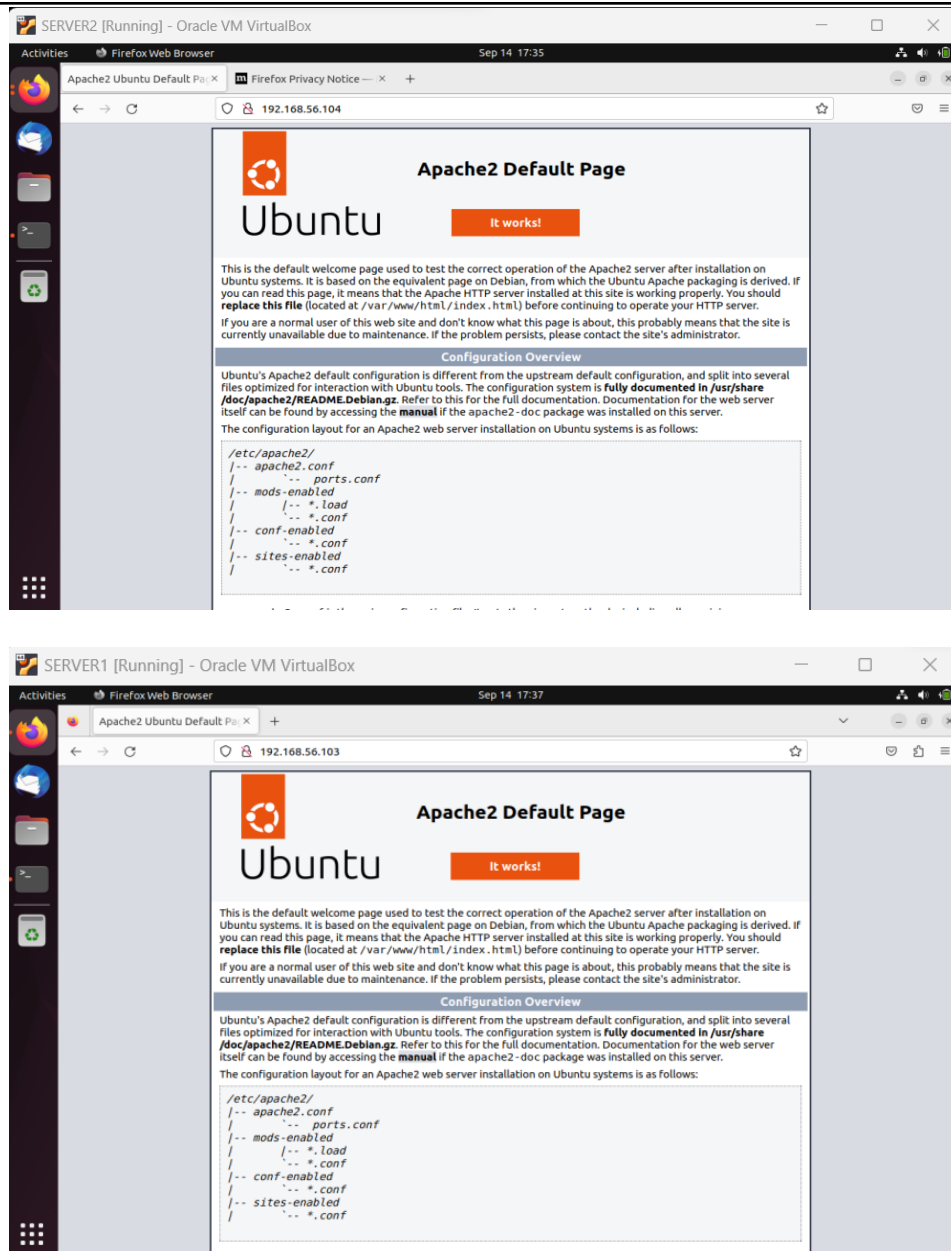 SERVER2 [Running] - Oracle VM VirtualBox
Activities Firefox Web Browser Sep 14 17:35
Apache2 Ubuntu Default Pa Firefox Privacy Notice —
192.168.56.104
Apache2 Default Page
Ubuntu
It works!
This is the default welcome page used to test the correct operation of the Apache2 server after installation on
Ubuntu systems. It is based on the equivalent page on Debian, from which the Ubuntu Apache packaging is derived. If
you can read this page, it means that the Apache HTTP server installed at this site is working properly. You should
replace this file (located at /var/www/html/index.html) before continuing to operate your HTTP server.
If you are a normal user of this web site and don't know what this page is about, this probably means that the site is
currently unavailable due to maintenance. If the problem persists, please contact the site's administrator.
Configuration Overview
Ubuntu's Apache2 default configuration is different from the upstream default configuration, and split into several
files optimized for interaction with Ubuntu tools. The configuration system is fully documented in /usr/share
/doc/apache2/README.Debian.gz. Refer to this for the full documentation. Documentation for the web server
itself can be found by accessing the manual if the apache2-doc package was installed on this server.
The configuration layout for an Apache2 web server installation on Ubuntu systems is as follows:
/etc/apache2/
|-- apache2.conf
|       `--  ports.conf
|-- mods-enabled
|       |-- *.load
|       `-- *.conf
|-- conf-enabled
|       `-- *.conf
|-- sites-enabled
|       `-- *.conf
SERVER1 [Running] - Oracle VM VirtualBox
Activities Firefox Web Browser Sep 14 17:37
Apache2 Ubuntu Default Pa
192.168.56.103
Apache2 Default Page
Ubuntu
It works!
This is the default welcome page used to test the correct operation of the Apache2 server after installation on
Ubuntu systems. It is based on the equivalent page on Debian, from which the Ubuntu Apache packaging is derived. If
you can read this page, it means that the Apache HTTP server installed at this site is working properly. You should
replace this file (located at /var/www/html/index.html) before continuing to operate your HTTP server.
If you are a normal user of this web site and don't know what this page is about, this probably means that the site is
currently unavailable due to maintenance. If the problem persists, please contact the site's administrator.
Configuration Overview
Ubuntu's Apache2 default configuration is different from the upstream default configuration, and split into several
files optimized for interaction with Ubuntu tools. The configuration system is fully documented in /usr/share
/doc/apache2/README.Debian.gz. Refer to this for the full documentation. Documentation for the web server
itself can be found by accessing the manual if the apache2-doc package was installed on this server.
The configuration layout for an Apache2 web server installation on Ubuntu systems is as follows:
/etc/apache2/
|-- apache2.conf
|       `--  ports.conf
|-- mods-enabled
|       |-- *.load
|       `-- *.conf
|-- conf-enabled
|       `-- *.conf
|-- sites-enabled
|       `-- *.conf